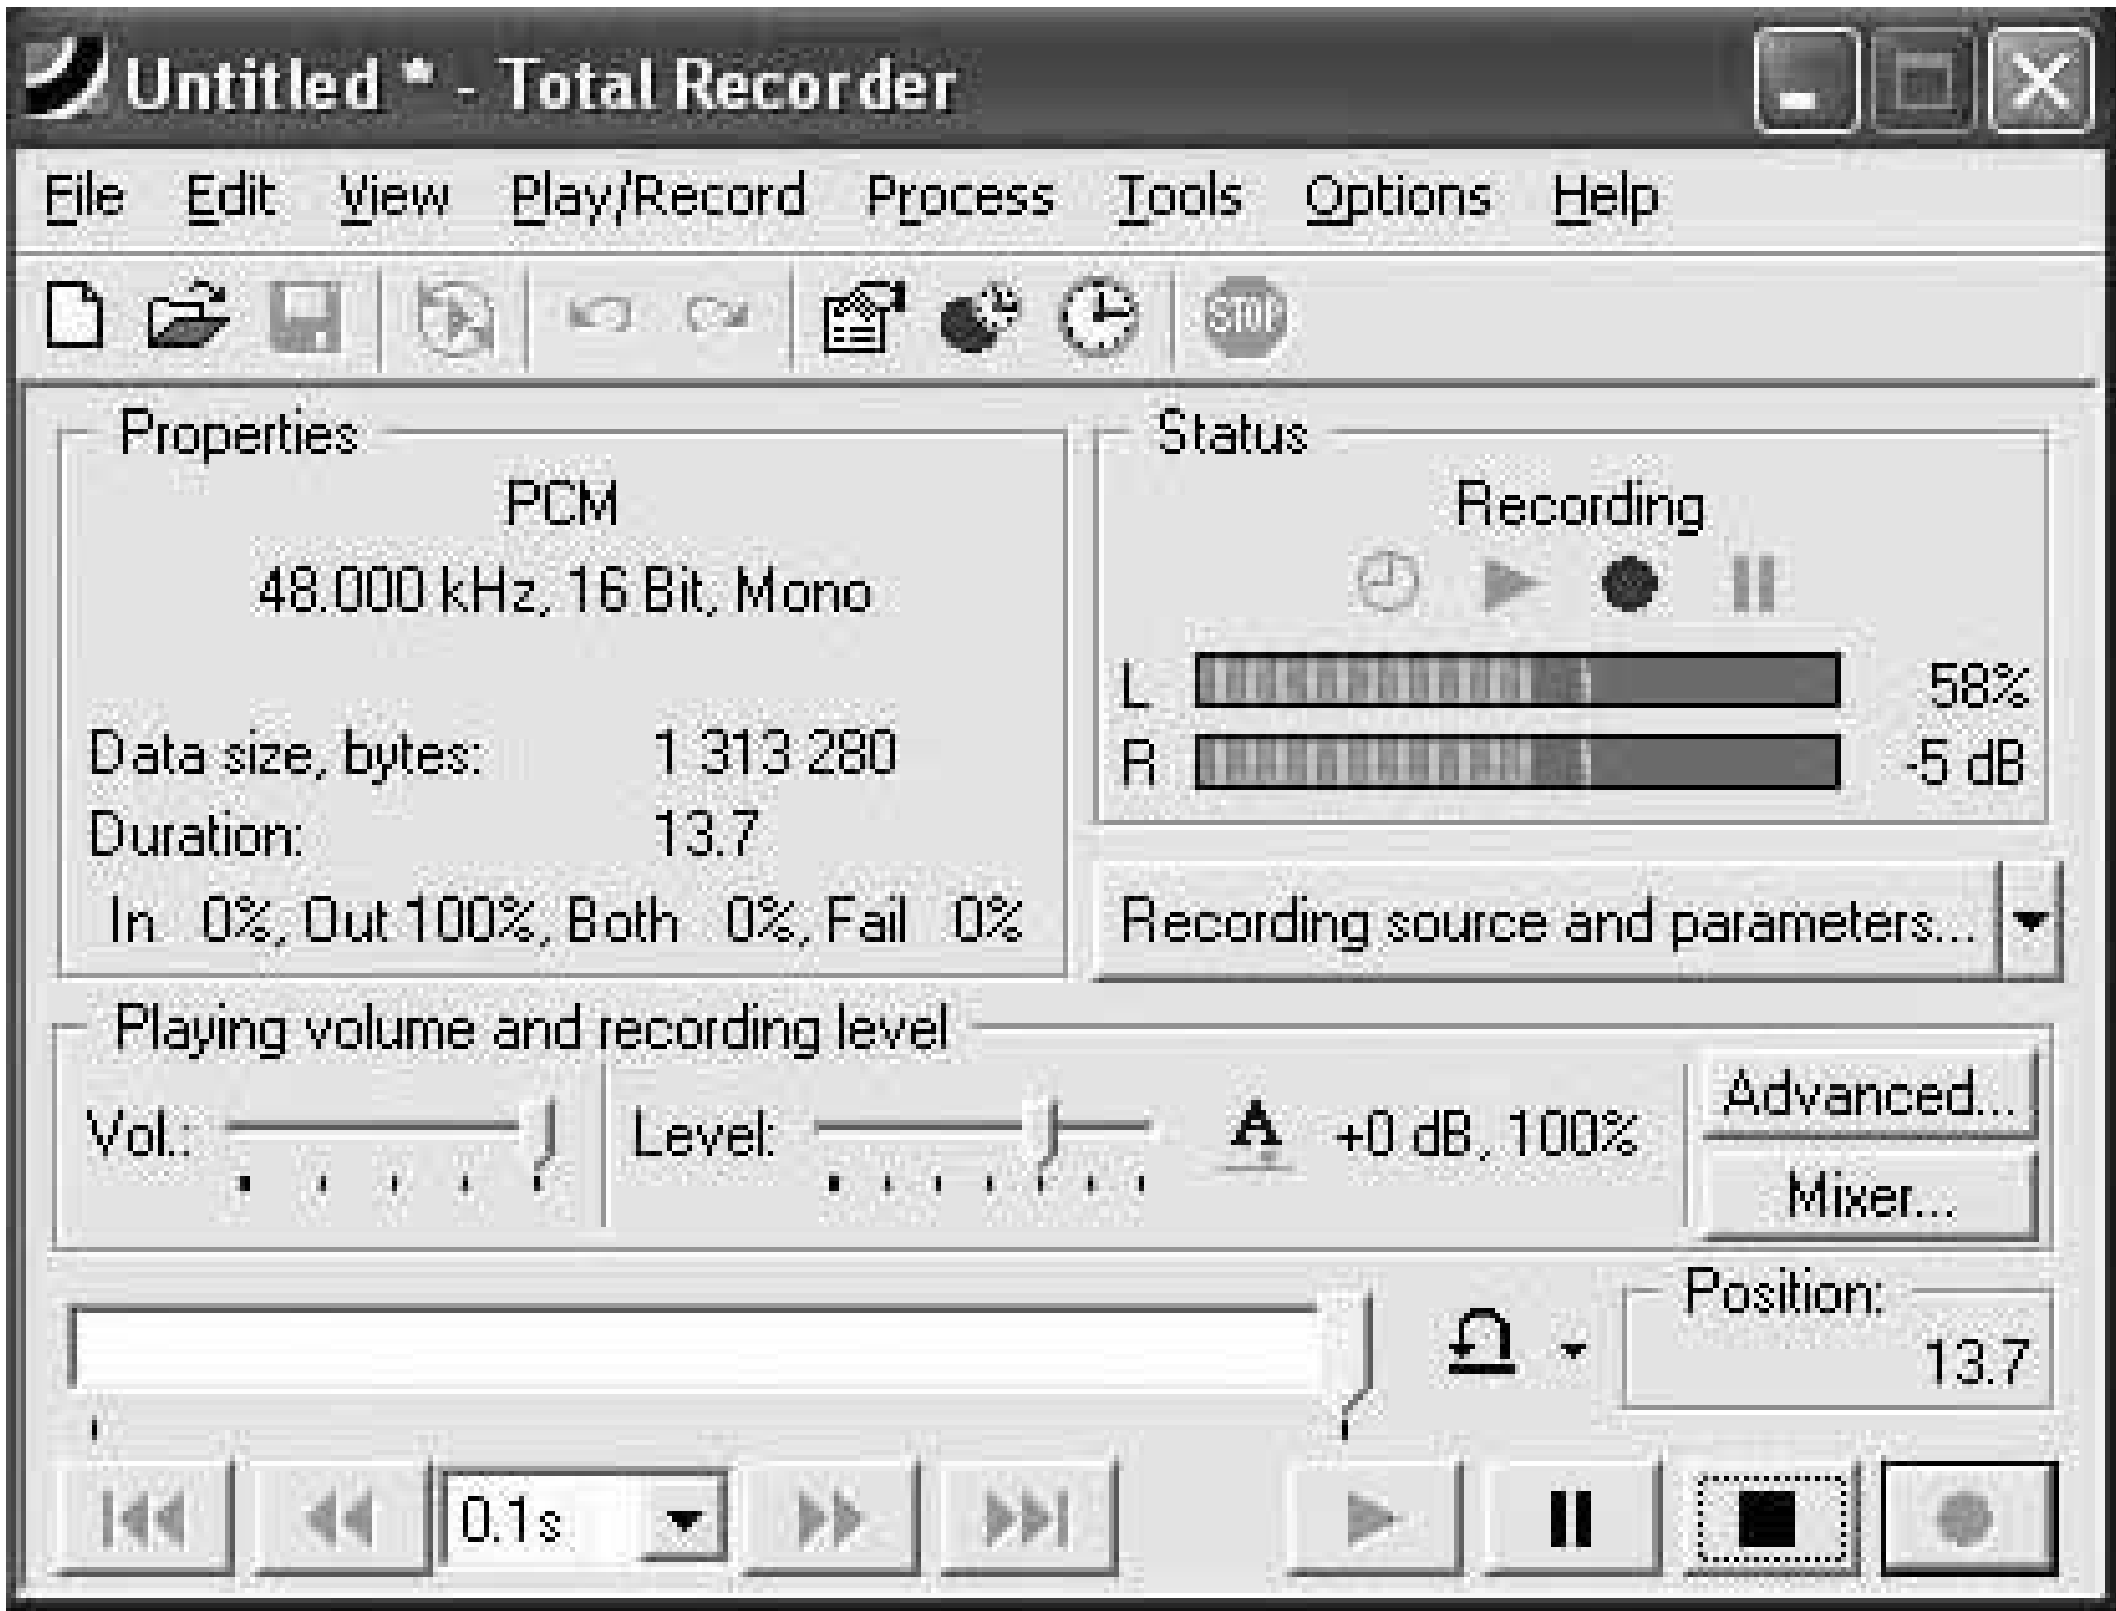 Untitled * - Total Recorder
File Edit View Play/Record Process Tools Options Help
STOP
Properties
PCM
48.000 kHz, 16 Bit, Mono
Data size, bytes: 1 313 280
Duration: 13.7
In 0%, Out 100%, Both 0%, Fail 0%
Status
Recording
L 58%
R -5 dB
Recording source and parameters...
Playing volume and recording level
Vol.: Level: A +0 dB, 100%
Advanced...
Mixer...
Position:
13.7
0.1s